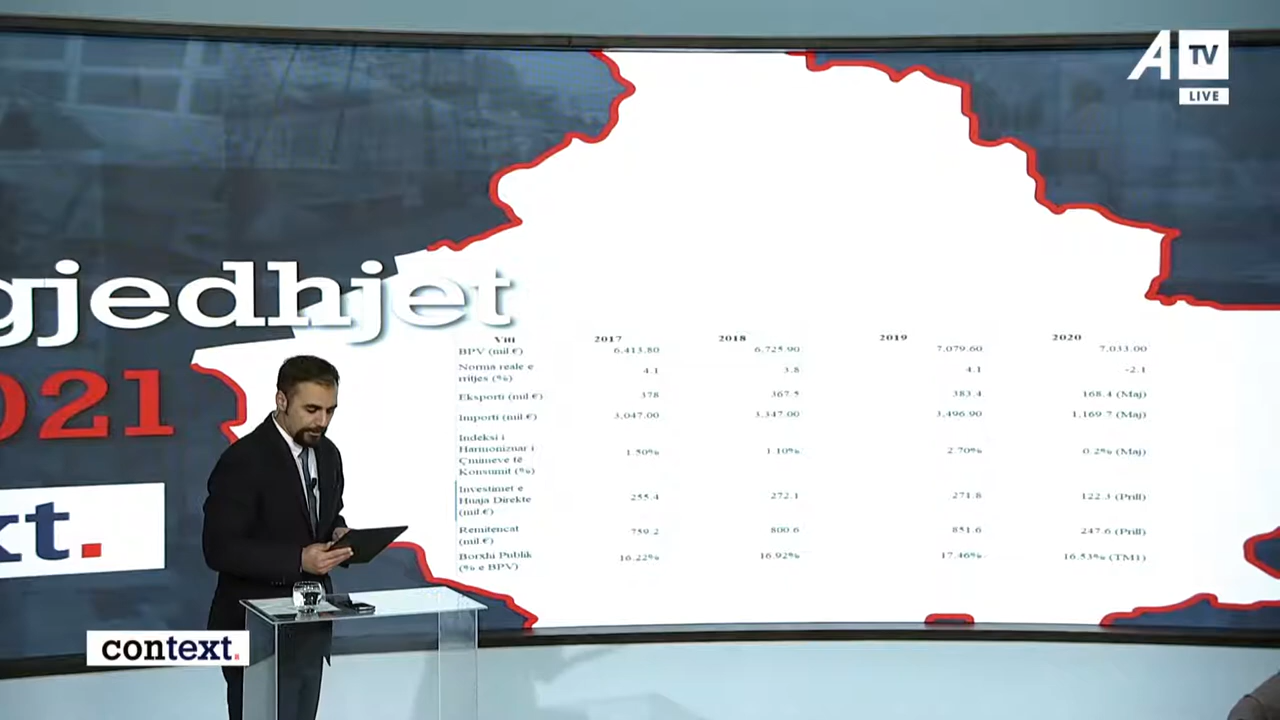 A TV
LIVE
gjedhjet
021
xt.
Viti 2017 2018 2019 2020
BPV (mil.€) 6,413.80 6,725.90 7,079.60 7,033.00
Norma reale e
rritjes (%) 4.1 3.8 4.1 -2.1
Eksporti (mil.€) 378 367.5 383.4 168.4 (Maj)
Importi (mil.€) 3,047.00 3,347.00 3,496.90 1,169.7 (Maj)
Indeksi i
Harmonizuar i
Çmimeve të
Konsumit (%) 1.50% 1.10% 2.70% 0.2% (Maj)
Investimet e
Huaja Direkte
(mil.€) 255.4 272.1 271.8 122.3 (Prill)
Remitencat
(mil.€) 759.2 800.6 851.6 247.6 (Prill)
Borxhi Publik
(% e BPV) 16.22% 16.92% 17.46% 16.53% (TM1)
context.